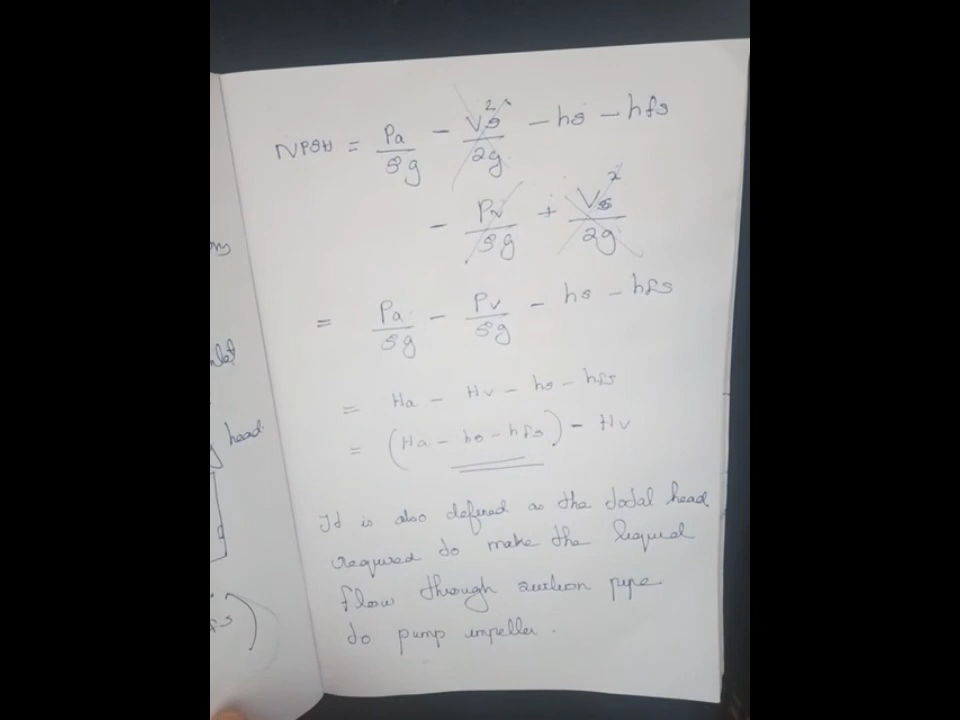 NPSH = Pa/ρg − Vs²/2g − hs − hfs
− Pv/ρg + Vs²/2g
= Pa/ρg − Pv/ρg − hs − hfs
= Ha − Hv − hs − hfs
= (Ha − hs − hfs) − Hv
It is also defined as the total head
required to make the liquid
flow through suction pipe
to pump impeller.
head